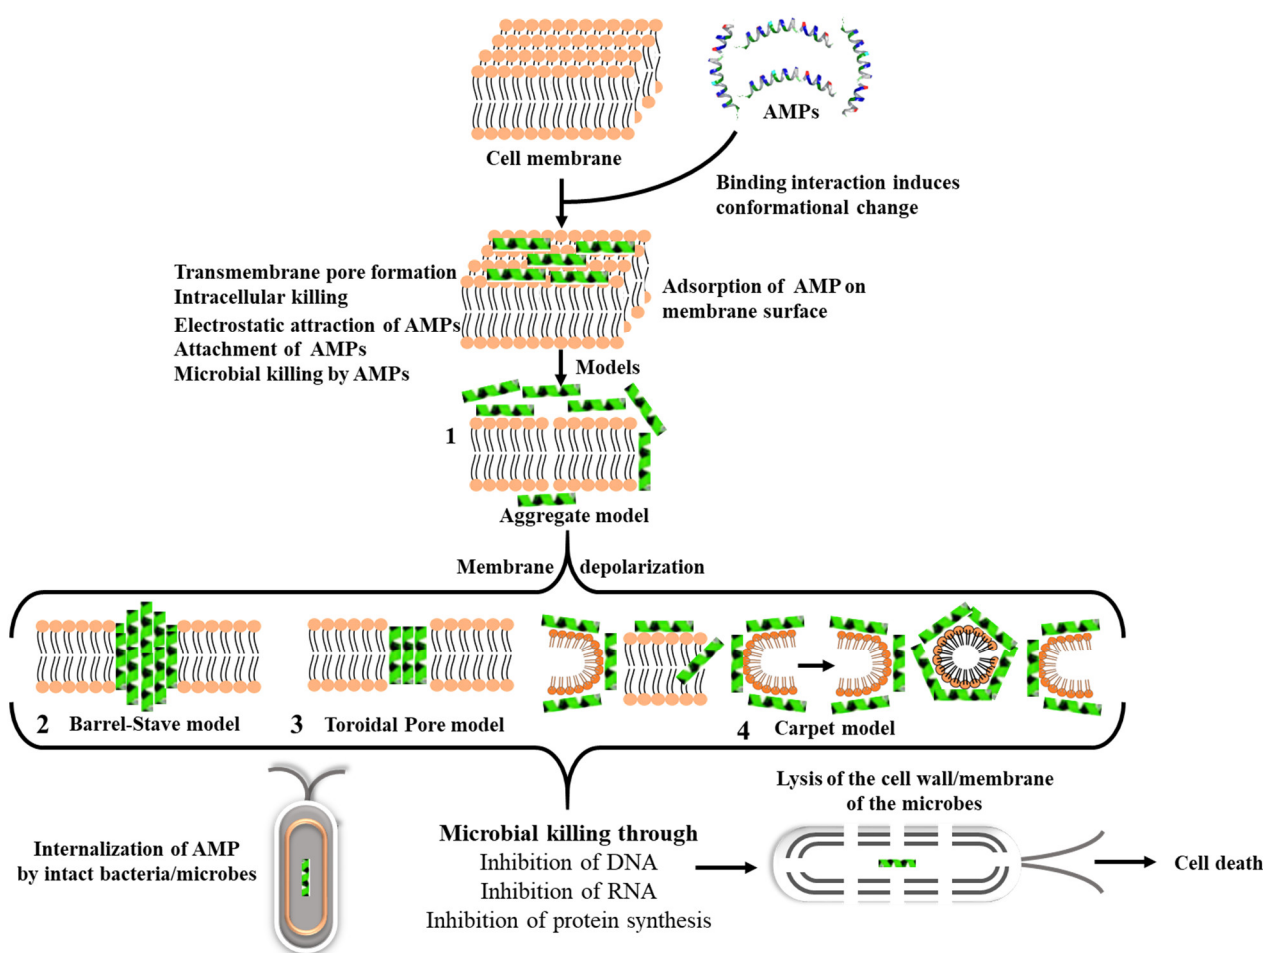 AMPs
Cell membrane
Binding interaction induces
conformational change
Transmembrane pore formation
Intracellular killing
Electrostatic attraction of AMPs
Attachment of AMPs
Microbial killing by AMPs
Adsorption of AMP on
membrane surface
Models
1
Aggregate model
Membrane depolarization
2 Barrel-Stave model
3 Toroidal Pore model
4 Carpet model
Internalization of AMP
by intact bacteria/microbes
Microbial killing through
Inhibition of DNA
Inhibition of RNA
Inhibition of protein synthesis
Lysis of the cell wall/membrane
of the microbes
Cell death